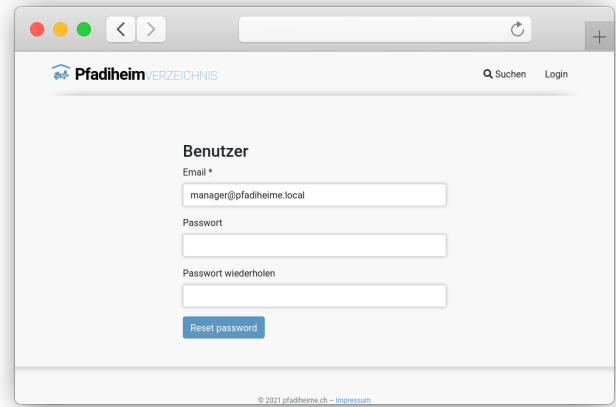 PfadiheimVERZEICHNIS
Suchen Login
Benutzer
Email *
manager@pfadiheime.local
Passwort
Passwort wiederholen
Reset password
© 2021 pfadiheime.ch – Impressum